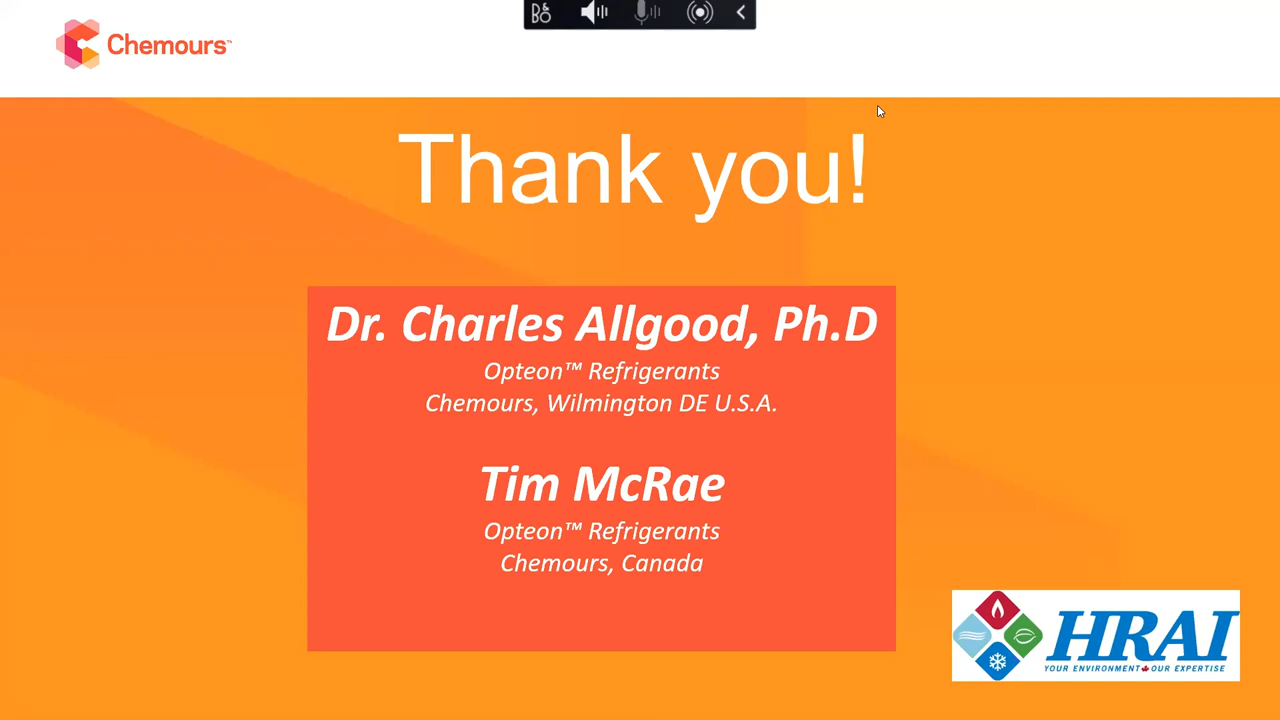 Chemours™
Thank you!
Dr. Charles Allgood, Ph.D
Opteon™ Refrigerants
Chemours, Wilmington DE U.S.A.
Tim McRae
Opteon™ Refrigerants
Chemours, Canada
HRAI
YOUR ENVIRONMENT OUR EXPERTISE